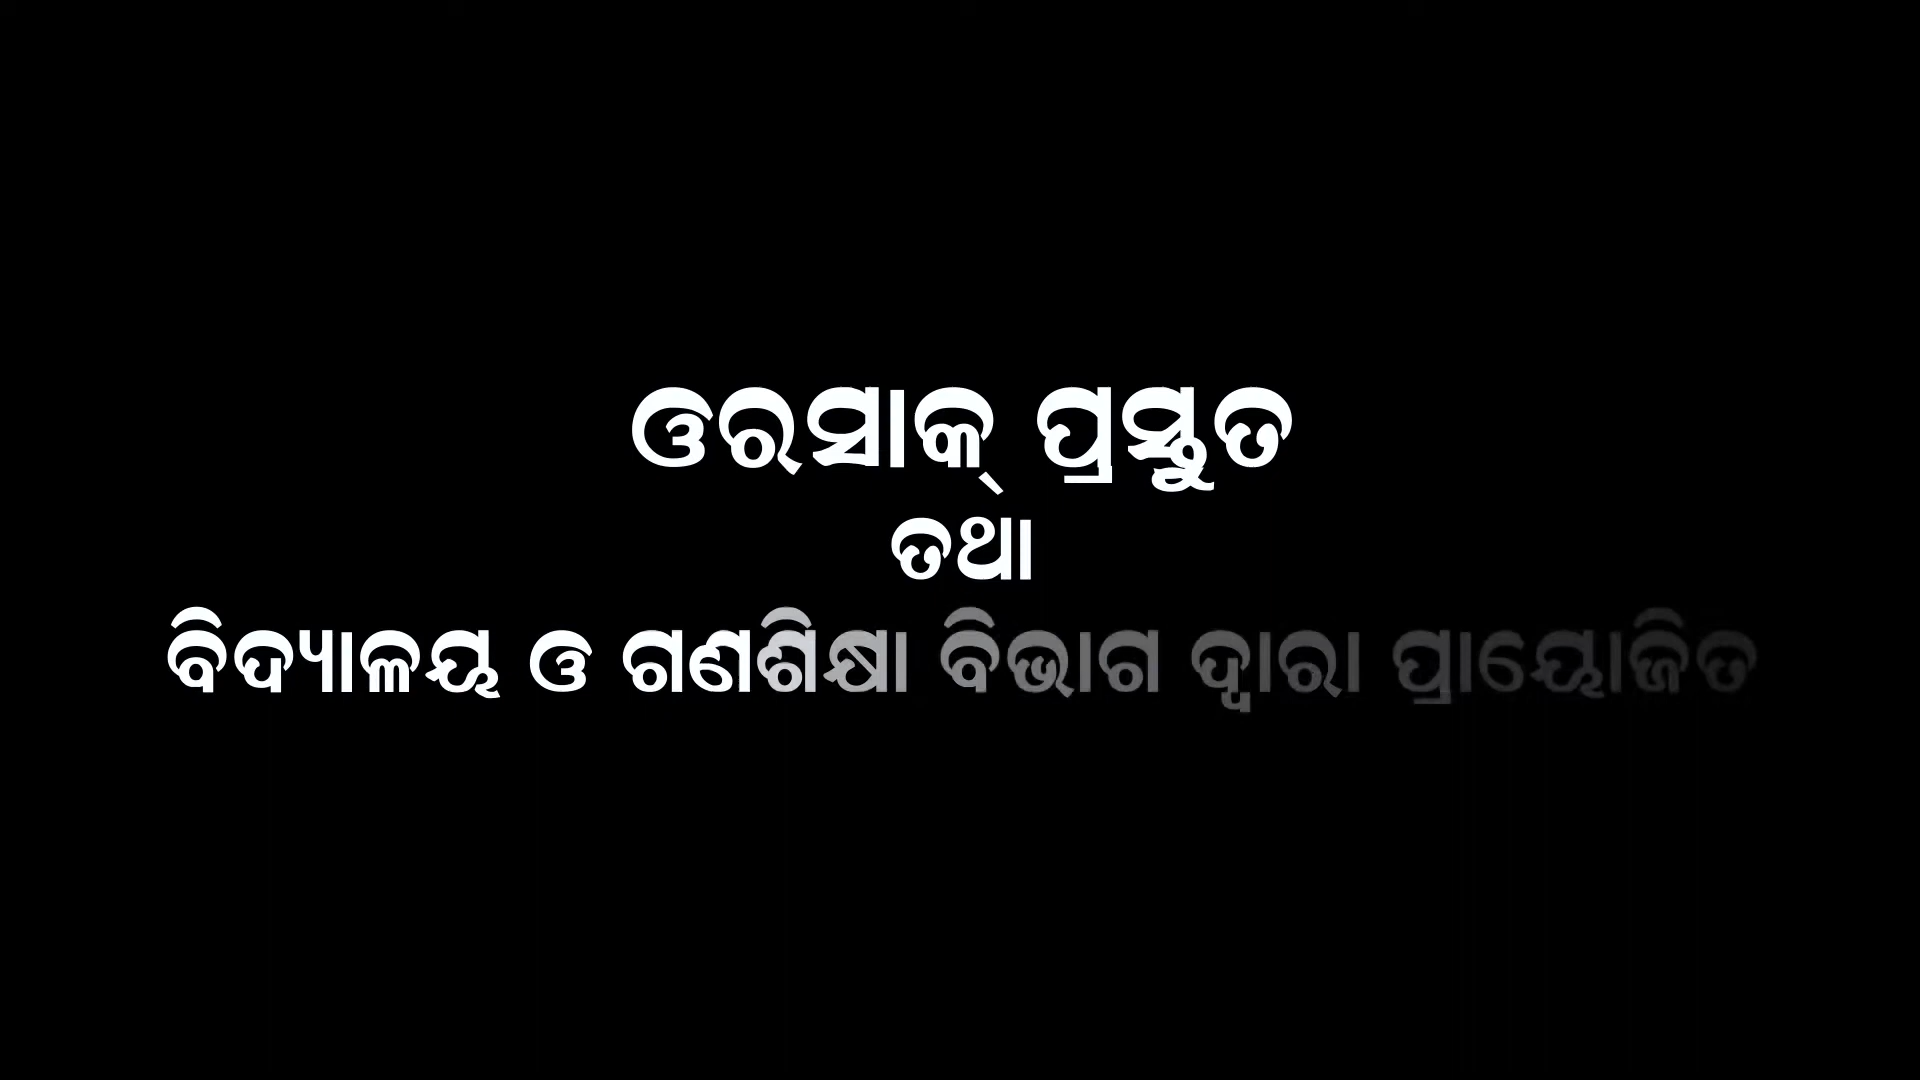 ଓରସାକ୍ ପ୍ରସ୍ତୁତ
ତଥା
ବିଦ୍ୟାଳୟ ଓ ଗଣଶିକ୍ଷା ବିଭାଗ ଦ୍ୱାରା ପ୍ରାୟୋଜିତ